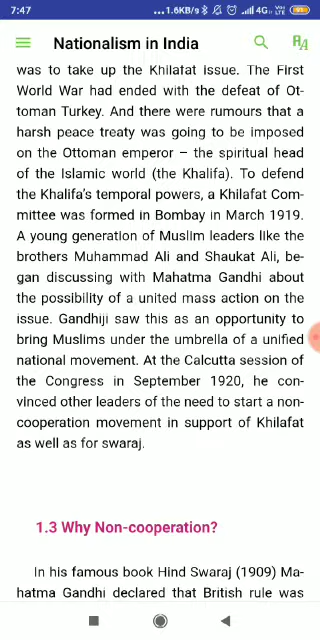 7:47 ...1.6KB/s 4G Vo LTE
Nationalism in India
was to take up the Khilafat issue. The First
World War had ended with the defeat of Ot-
toman Turkey. And there were rumours that a
harsh peace treaty was going to be imposed
on the Ottoman emperor – the spiritual head
of the Islamic world (the Khalifa). To defend
the Khalifa's temporal powers, a Khilafat Com-
mittee was formed in Bombay in March 1919.
A young generation of Muslim leaders like the
brothers Muhammad Ali and Shaukat Ali, be-
gan discussing with Mahatma Gandhi about
the possibility of a united mass action on the
issue. Gandhiji saw this as an opportunity to
bring Muslims under the umbrella of a unified
national movement. At the Calcutta session of
the Congress in September 1920, he con-
vinced other leaders of the need to start a non-
cooperation movement in support of Khilafat
as well as for swaraj.
1.3 Why Non-cooperation?
In his famous book Hind Swaraj (1909) Ma-
hatma Gandhi declared that British rule was